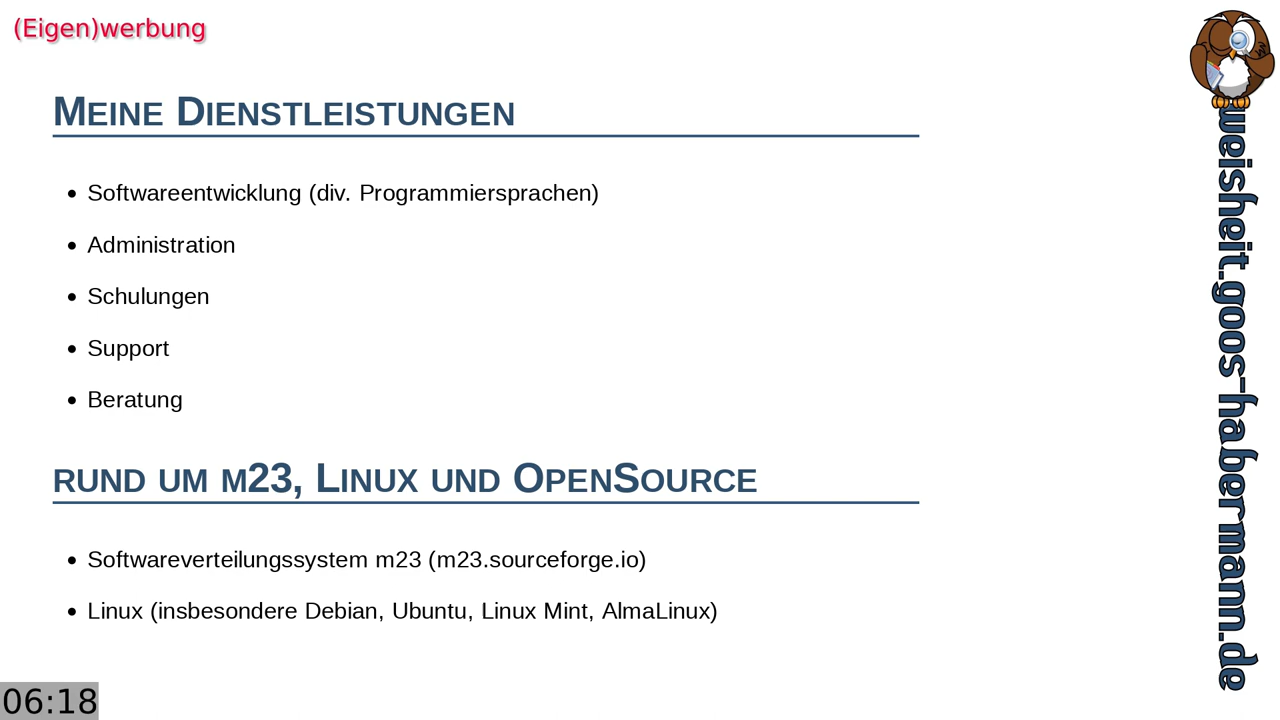 (Eigen)werbung
MEINE DIENSTLEISTUNGEN
Softwareentwicklung (div. Programmiersprachen)
Administration
Schulungen
Support
Beratung
RUND UM M23, LINUX UND OPENSOURCE
Softwareverteilungssystem m23 (m23.sourceforge.io)
Linux (insbesondere Debian, Ubuntu, Linux Mint, AlmaLinux)
06:18
weisheit.goos-habermann.de